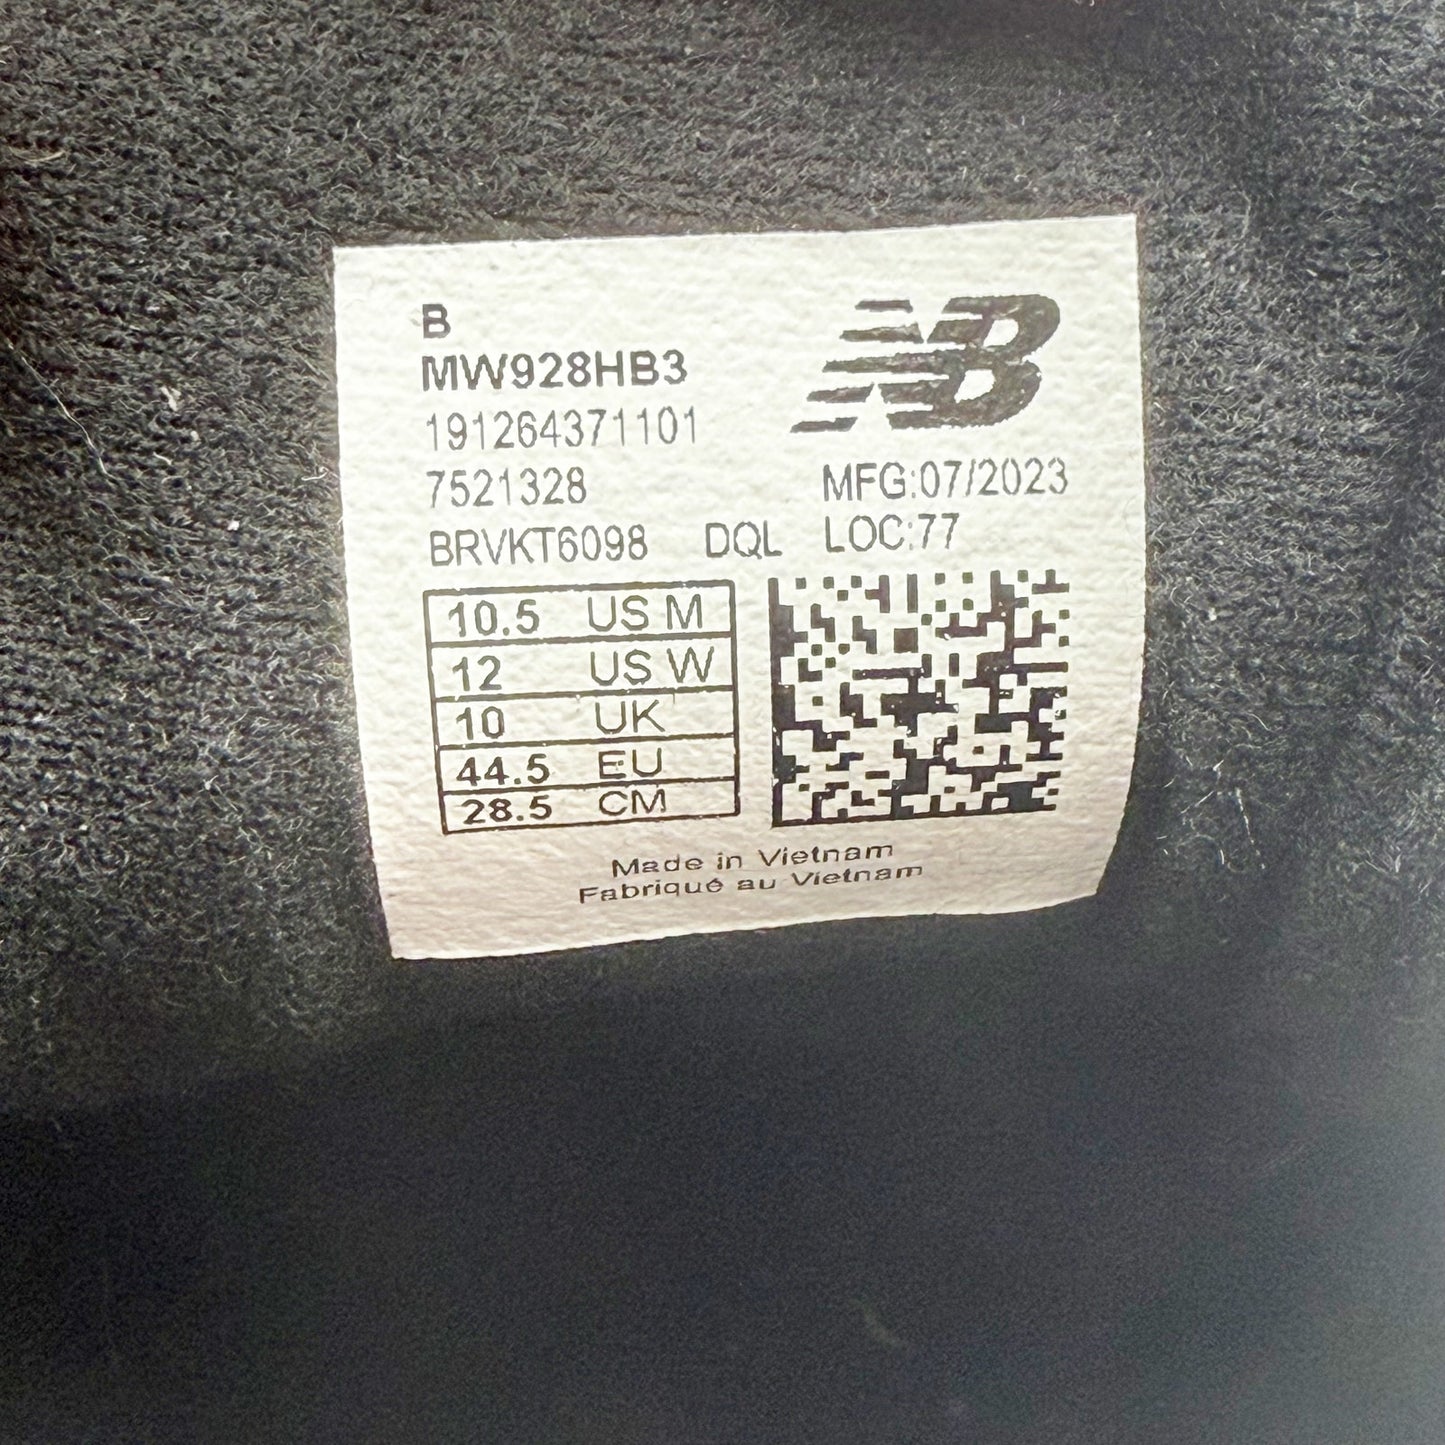 B
MW928HB3
191264371101
7521328
BRVKT6098 DQL
NB
MFG:07/2023
LOC:77
10.5 US M
12 US W
10 UK
44.5 EU
28.5 CM
Made in Vietnam
Fabriqué au Vietnam